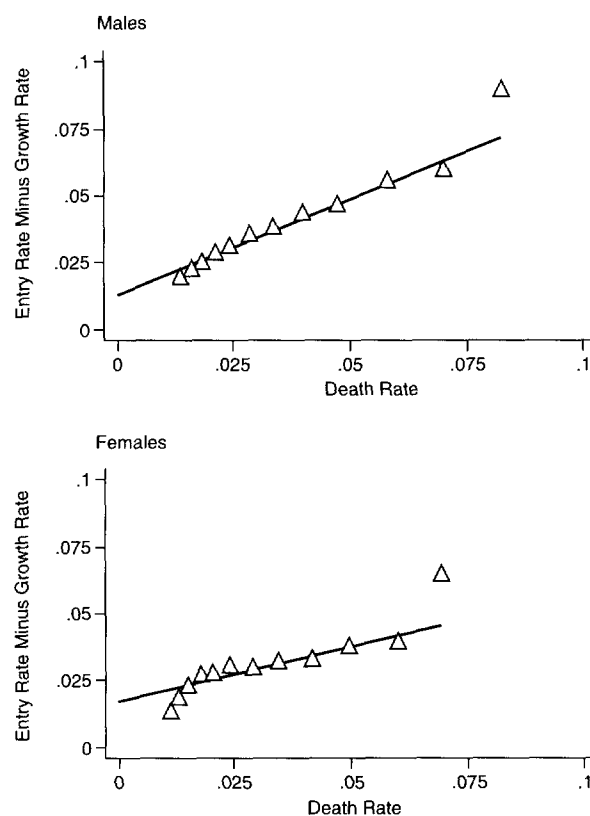 Males
Entry Rate Minus Growth Rate
.1
.075
.05
.025
0
0 .025 .05 .075 .1
Death Rate
Females
Entry Rate Minus Growth Rate
.1
.075
.05
.025
0
0 .025 .05 .075 .1
Death Rate